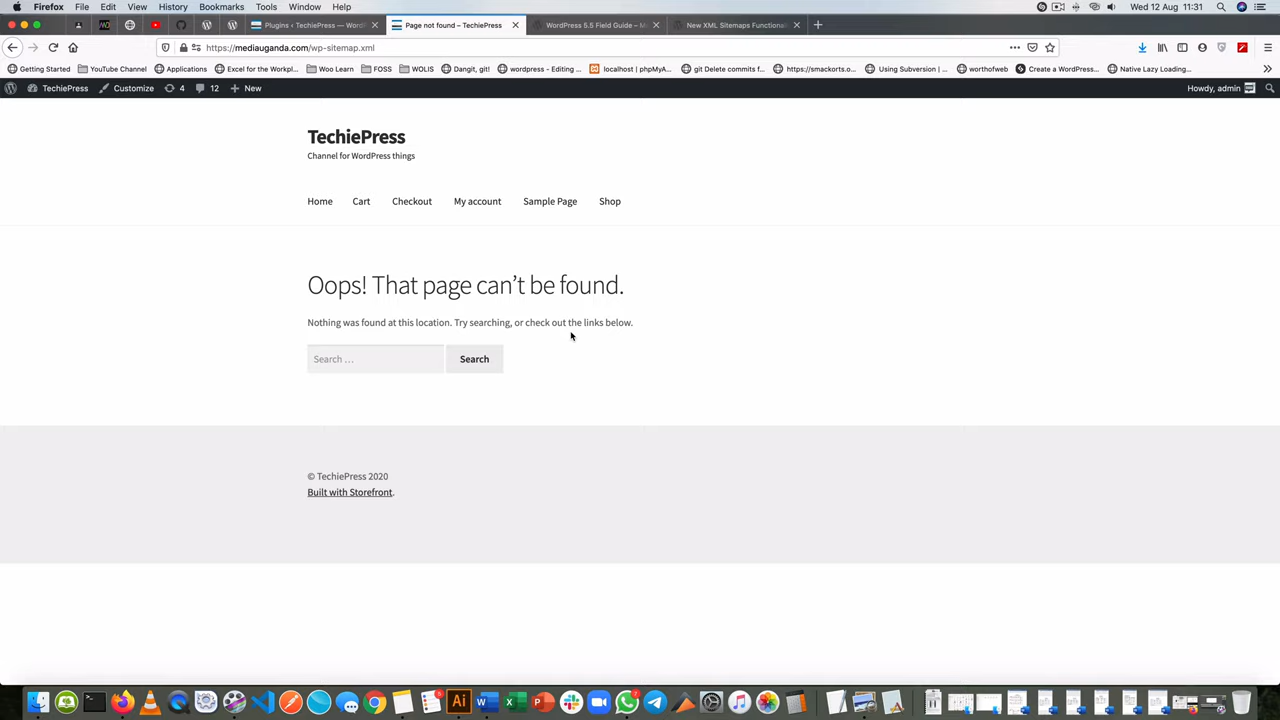 Firefox File Edit View History Bookmarks Tools Window Help Wed 12 Aug 11:31
Plugins ‹ TechiePress — WordP Page not found – TechiePress WordPress 5.5 Field Guide – M New XML Sitemaps Functional
https://mediauganda.com/wp-sitemap.xml
Getting Started YouTube Channel Applications Excel for the Workpl... Woo Learn FOSS WOLIS Dangit, git! wordpress - Editing ... localhost | phpMyA... git Delete commits f... https://smackorts.o... Using Subversion | ... worthofweb Create a WordPress... Native Lazy Loading...
TechiePress Customize 4 12 New Howdy, admin
TechiePress
Channel for WordPress things
Home Cart Checkout My account Sample Page Shop
Oops! That page can’t be found.
Nothing was found at this location. Try searching, or check out the links below.
Search … Search
© TechiePress 2020
Built with Storefront.